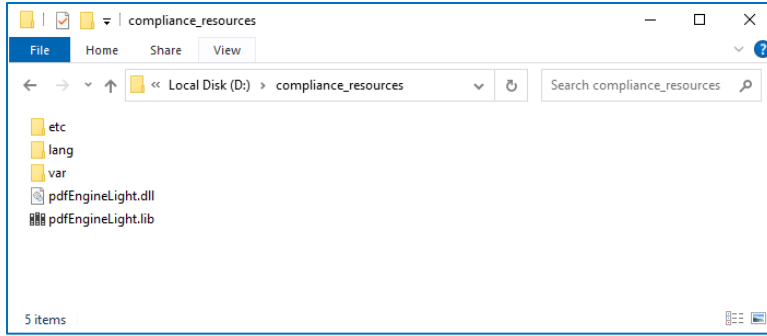 compliance_resources
File Home Share View ?
« Local Disk (D:) > compliance_resources
Search compliance_resources
etc
lang
var
pdfEngineLight.dll
pdfEngineLight.lib
5 items